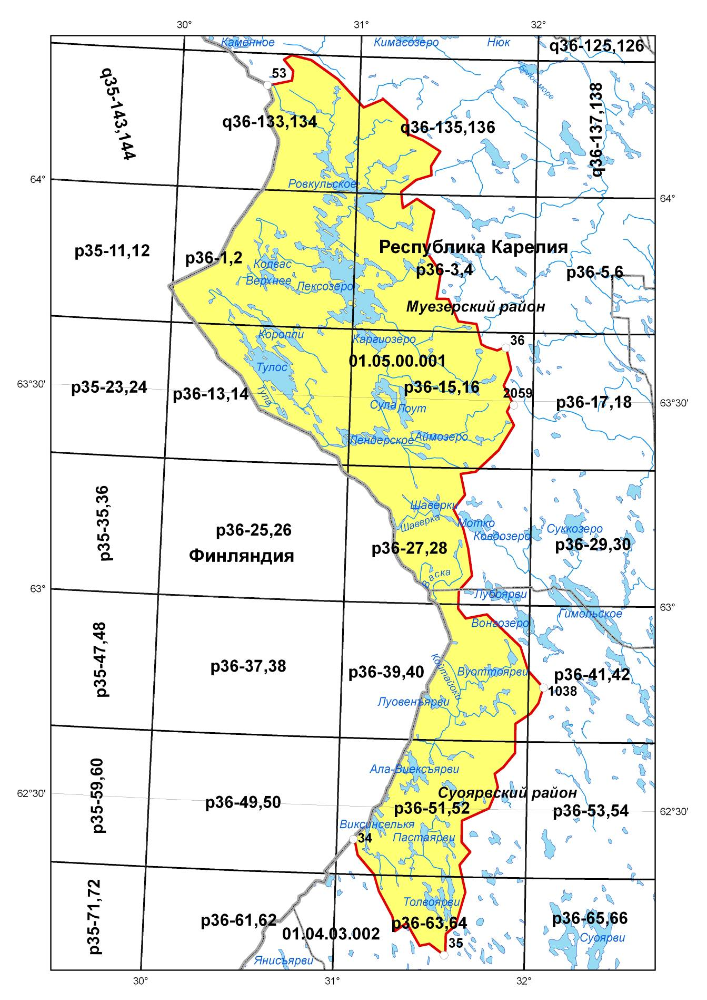 30°
31°
32°
Каменное
Кимасозеро
Нюк
q36-125,126
53
Белое море
q35-143,144
q36-133,134
q36-135,136
q36-137,138
64°
Ровкульское
64°
Республика Карелия
p35-11,12
p36-1,2
Колвас
p36-3,4
p36-5,6
Верхнее
Лексозеро
Муезерский район
Короппи
Каргиозеро
36
01.05.00.001
Тулос
63°30'
p35-23,24
p36-13,14
Тула
p36-15,16
2059
Сула
Лоут
p36-17,18
63°30'
Лендерское
Аймозеро
p35-35,36
Шаверки
Шаверка
Мотко
Суккозеро
p36-25,26
Ковдозеро
Финляндия
p36-27,28
p36-29,30
Васка
63°
Лубоярви
63°
Гимольское
Вонгозеро
p35-47,48
p36-37,38
p36-39,40
Койтайоки
Вуоттоярви
p36-41,42
1038
Луовенъярви
p35-59,60
Ала-Виексъярви
62°30'
Суоярвский район
p36-49,50
p36-51,52
p36-53,54
62°30'
Виксинселькя
34
Пастаярви
p35-71,72
Толвоярви
p36-61,62
p36-63,64
p36-65,66
01.04.03.002
Суоярви
35
Янисъярви
30°
31°
32°